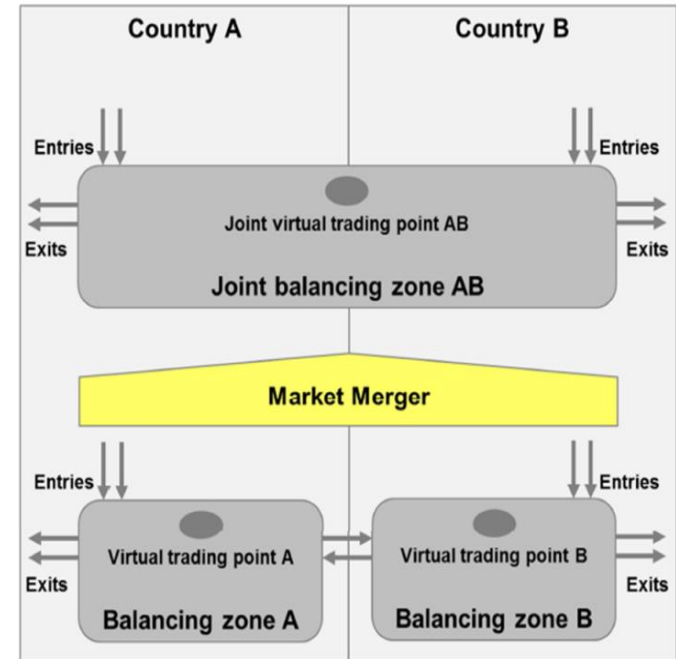 Country A
Country B
Entries
Entries
Joint virtual trading point AB
Exits
Exits
Joint balancing zone AB
Market Merger
Entries
Entries
Virtual trading point A
Virtual trading point B
Exits
Exits
Balancing zone A
Balancing zone B